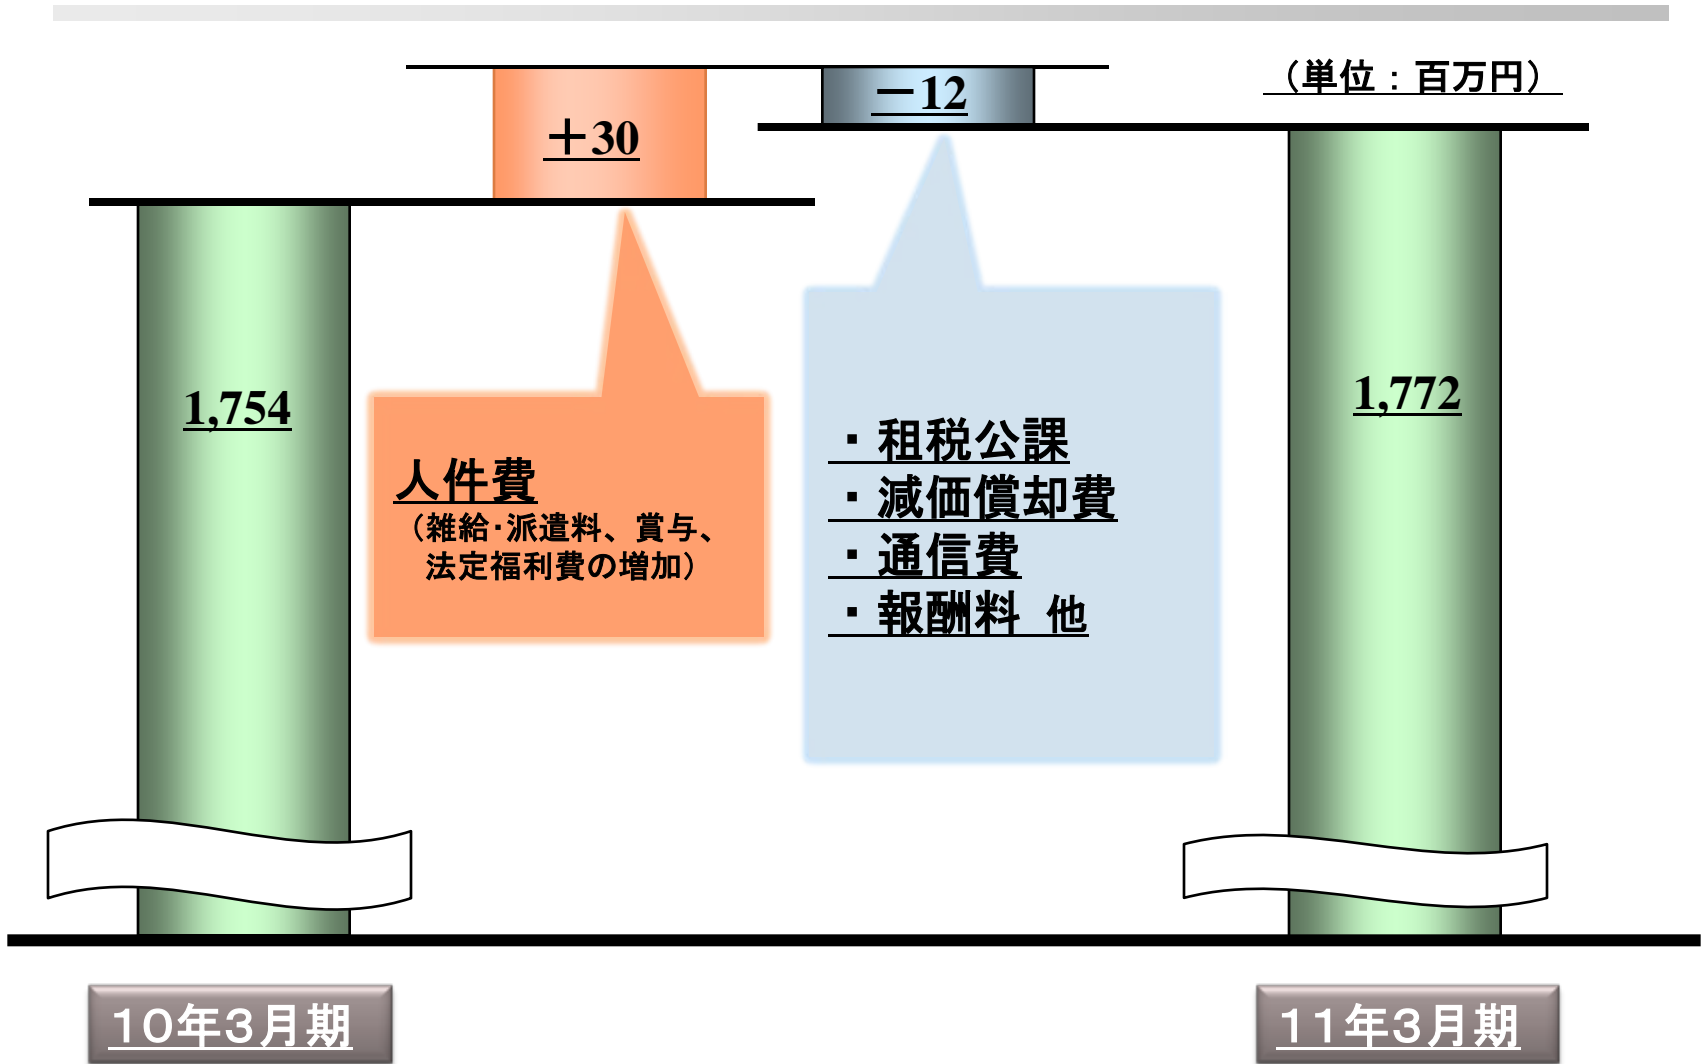 （単位：百万円）
＋30
－12
1,754
1,772
人件費
（雑給・派遣料、賞与、
法定福利費の増加）
・租税公課
・減価償却費
・通信費
・報酬料 他
１０年３月期
１１年３月期